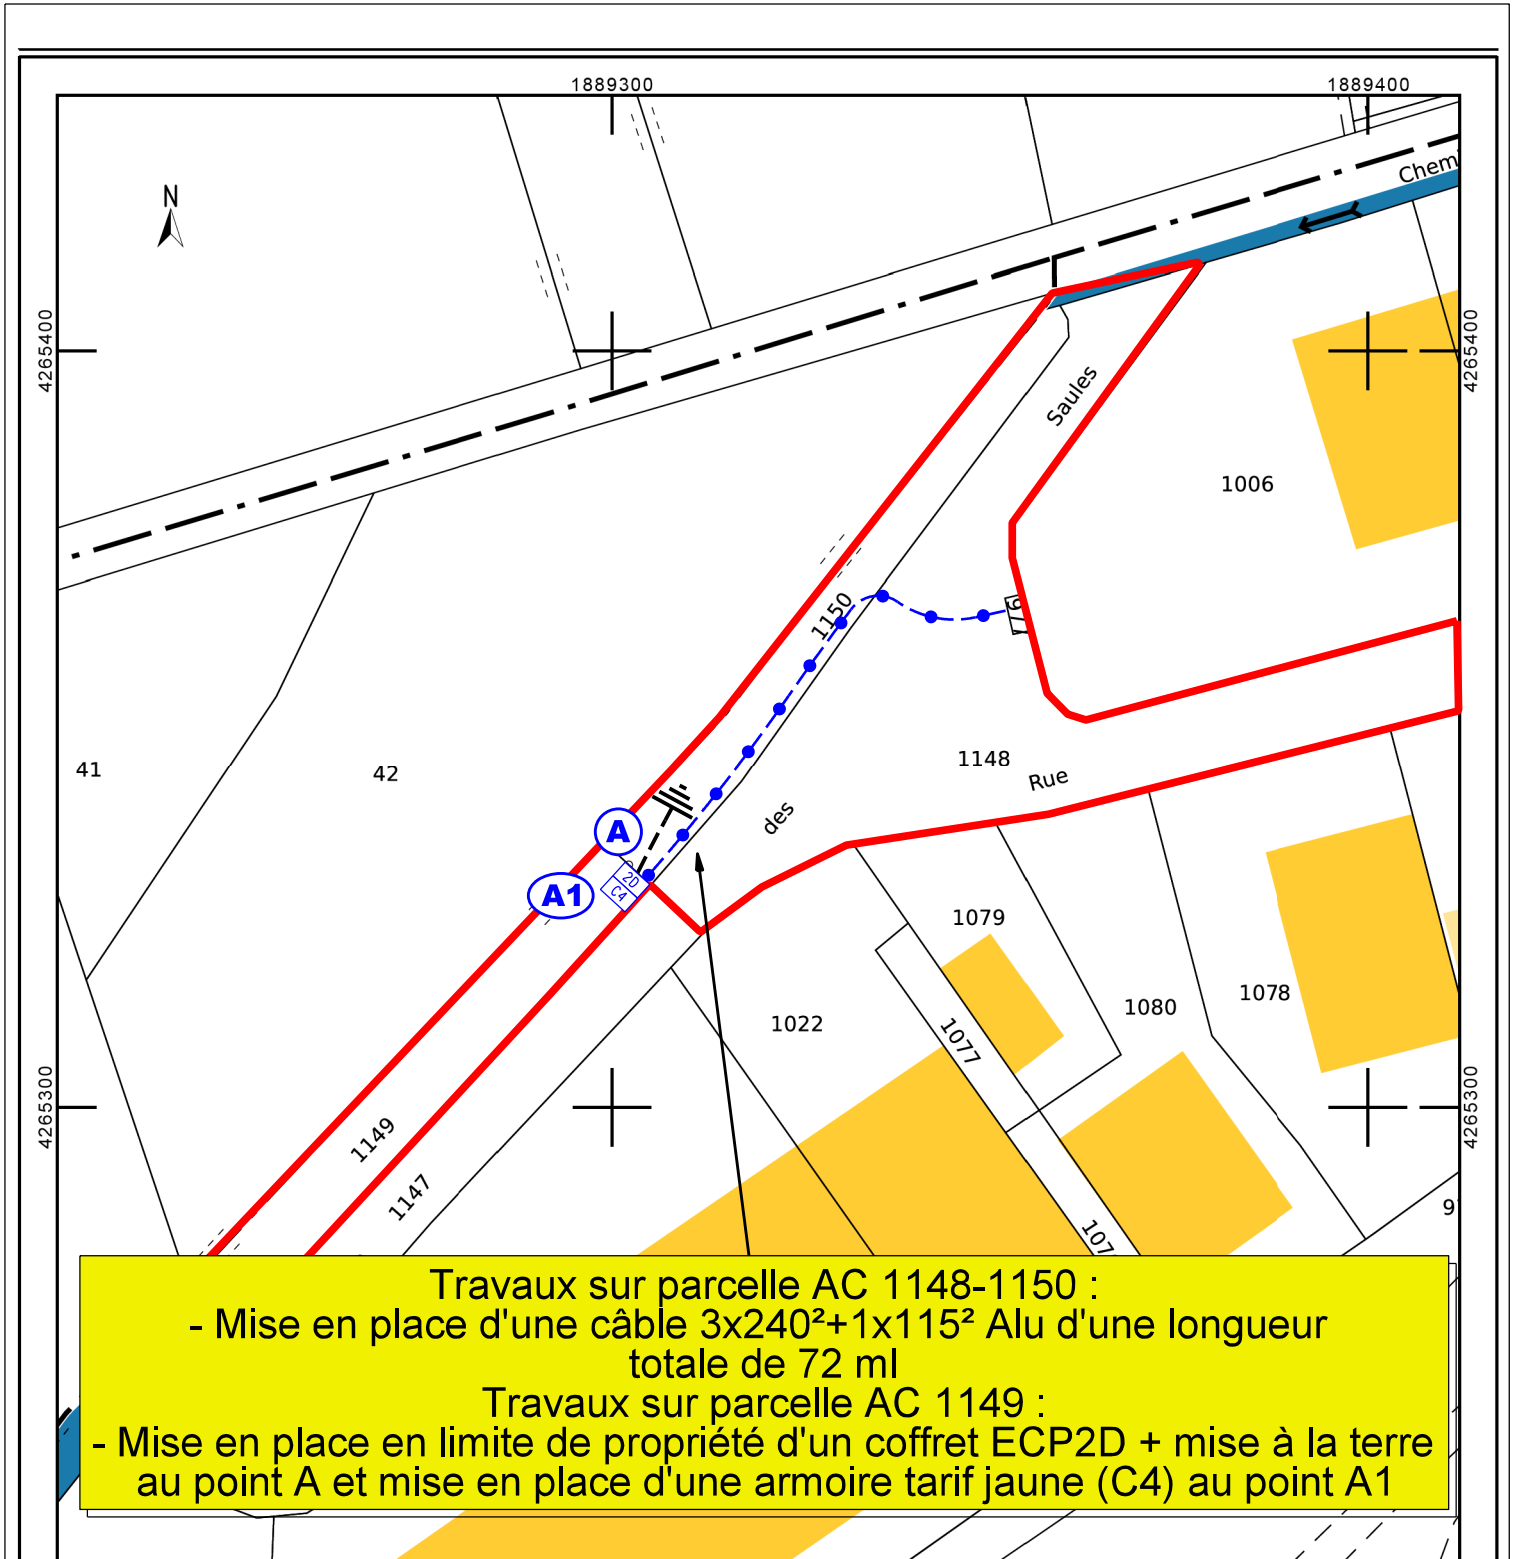 1889300
1889400
N
Chem
4265400
4265400
Saules
1006
1150
977
41
42
1148
Rue
des
A
A1
2D
C4
1079
1078
1080
1022
1077
4265300
4265300
1149
1147
Travaux sur parcelle AC 1148-1150 :
- Mise en place d'une câble 3x240²+1x115² Alu d'une longueur
totale de 72 ml
Travaux sur parcelle AC 1149 :
- Mise en place en limite de propriété d'un coffret ECP2D + mise à la terre
au point A et mise en place d'une armoire tarif jaune (C4) au point A1